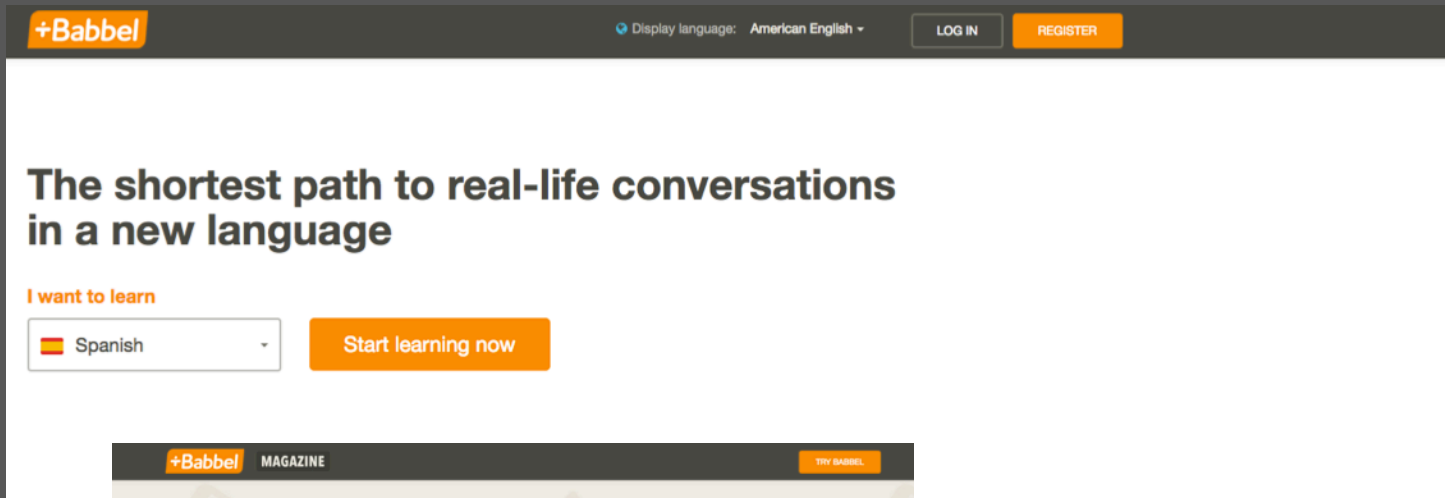 +Babbel
Display language: American English
LOG IN
REGISTER
The shortest path to real-life conversations
in a new language
I want to learn
Spanish
Start learning now
+Babbel MAGAZINE
TRY BABBEL